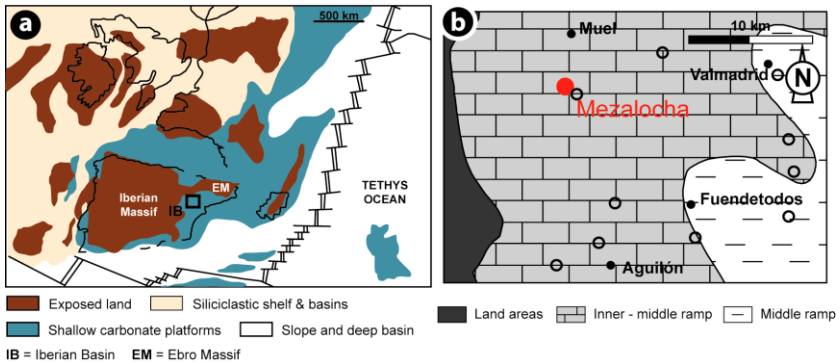 a
500 km
EM
Iberian
Massif
IB
TETHYS
OCEAN
Exposed land
Siliciclastic shelf & basins
Shallow carbonate platforms
Slope and deep basin
IB = Iberian Basin EM = Ebro Massif
b
10 km
Muel
Valmadrid
N
Mezalocha
Fuendetodos
Aguilón
Land areas
Inner - middle ramp
Middle ramp